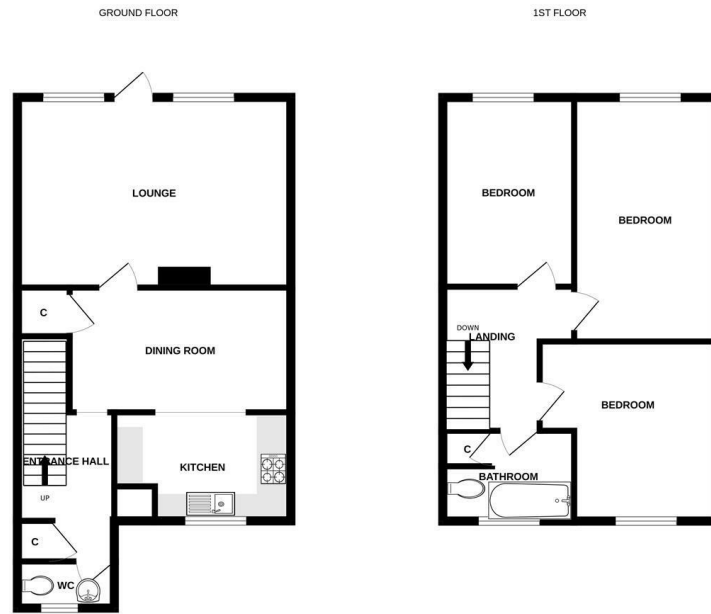 GROUND FLOOR
1ST FLOOR
LOUNGE
C
DINING ROOM
ENTRANCE HALL
KITCHEN
UP
C
WC
BEDROOM
BEDROOM
DOWN
LANDING
BEDROOM
C
BATHROOM